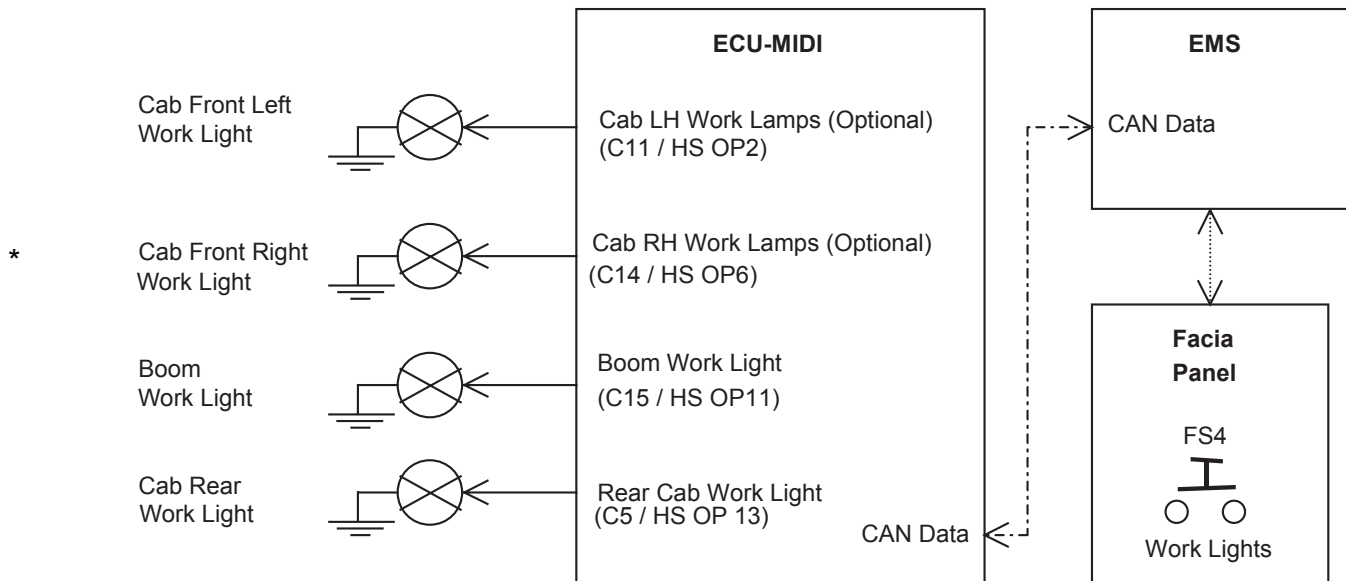 ECU-MIDI
EMS
Cab Front Left
Work Light
Cab LH Work Lamps (Optional)
(C11 / HS OP2)
CAN Data
*
Cab Front Right
Work Light
Cab RH Work Lamps (Optional)
(C14 / HS OP6)
Boom
Work Light
Boom Work Light
(C15 / HS OP11)
Cab Rear
Work Light
Rear Cab Work Light
(C5 / HS OP 13)
CAN Data
Facia
Panel
FS4
Work Lights